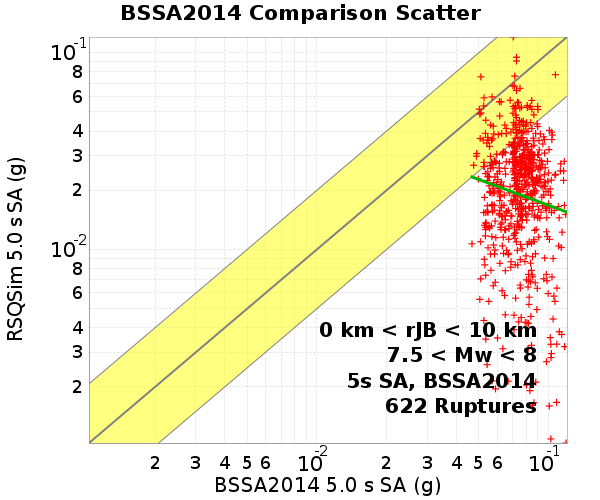 BSSA2014 Comparison Scatter
10-1
8
6
4
3
2
10-2
8
6
4
3
2
RSQSim 5.0 s SA (g)
0 km < rJB < 10 km
7.5 < Mw < 8
5s SA, BSSA2014
622 Ruptures
2 3 4 5 6 10-2 2 3 4 5 6 10-1
BSSA2014 5.0 s SA (g)